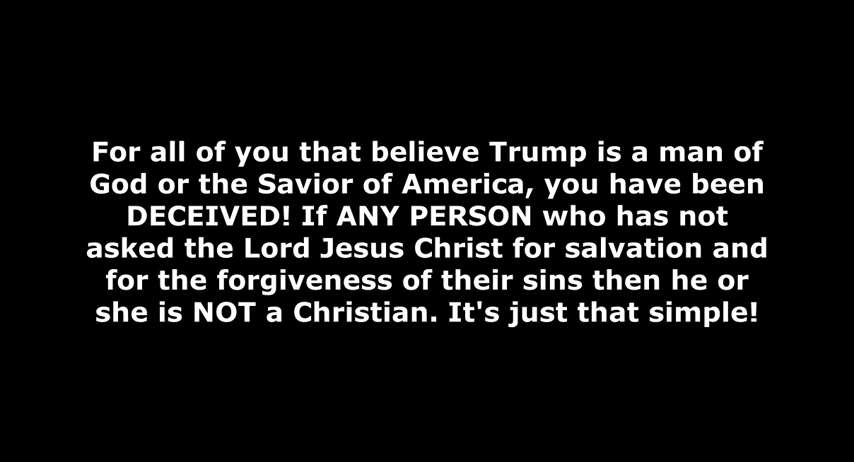 For all of you that believe Trump is a man of
God or the Savior of America, you have been
DECEIVED! If ANY PERSON who has not
asked the Lord Jesus Christ for salvation and
for the forgiveness of their sins then he or
she is NOT a Christian. It's just that simple!